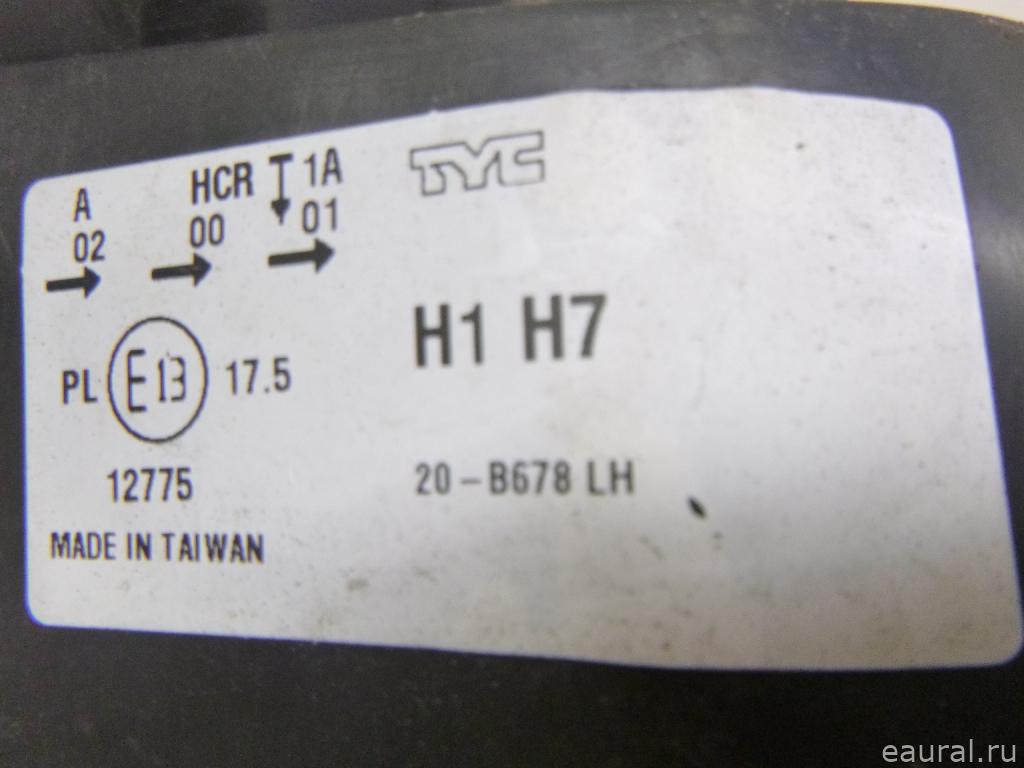 TYC
A HCR 1A
02 00 01
H1 H7
PL E13 17.5
12775
20-B678 LH
MADE IN TAIWAN
eaural.ru